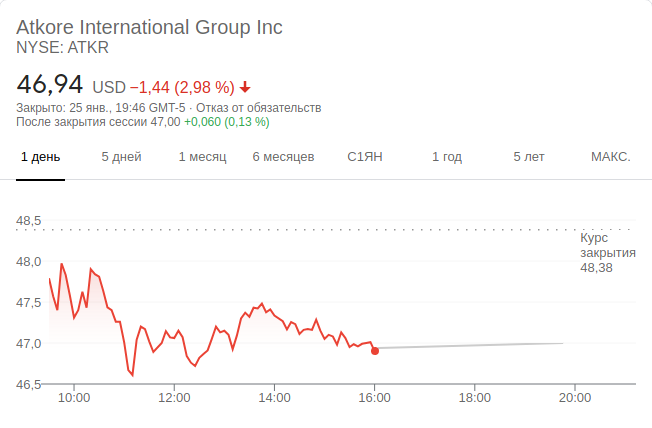 Atkore International Group Inc
NYSE: ATKR
46,94 USD −1,44 (2,98 %)
Закрыто: 25 янв., 19:46 GMT-5 · Отказ от обязательств
После закрытия сессии 47,00 +0,060 (0,13 %)
1 день 5 дней 1 месяц 6 месяцев С1ЯН 1 год 5 лет МАКС.
48,5
Курс
закрытия
48,38
48,0
47,5
47,0
46,5
10:00 12:00 14:00 16:00 18:00 20:00